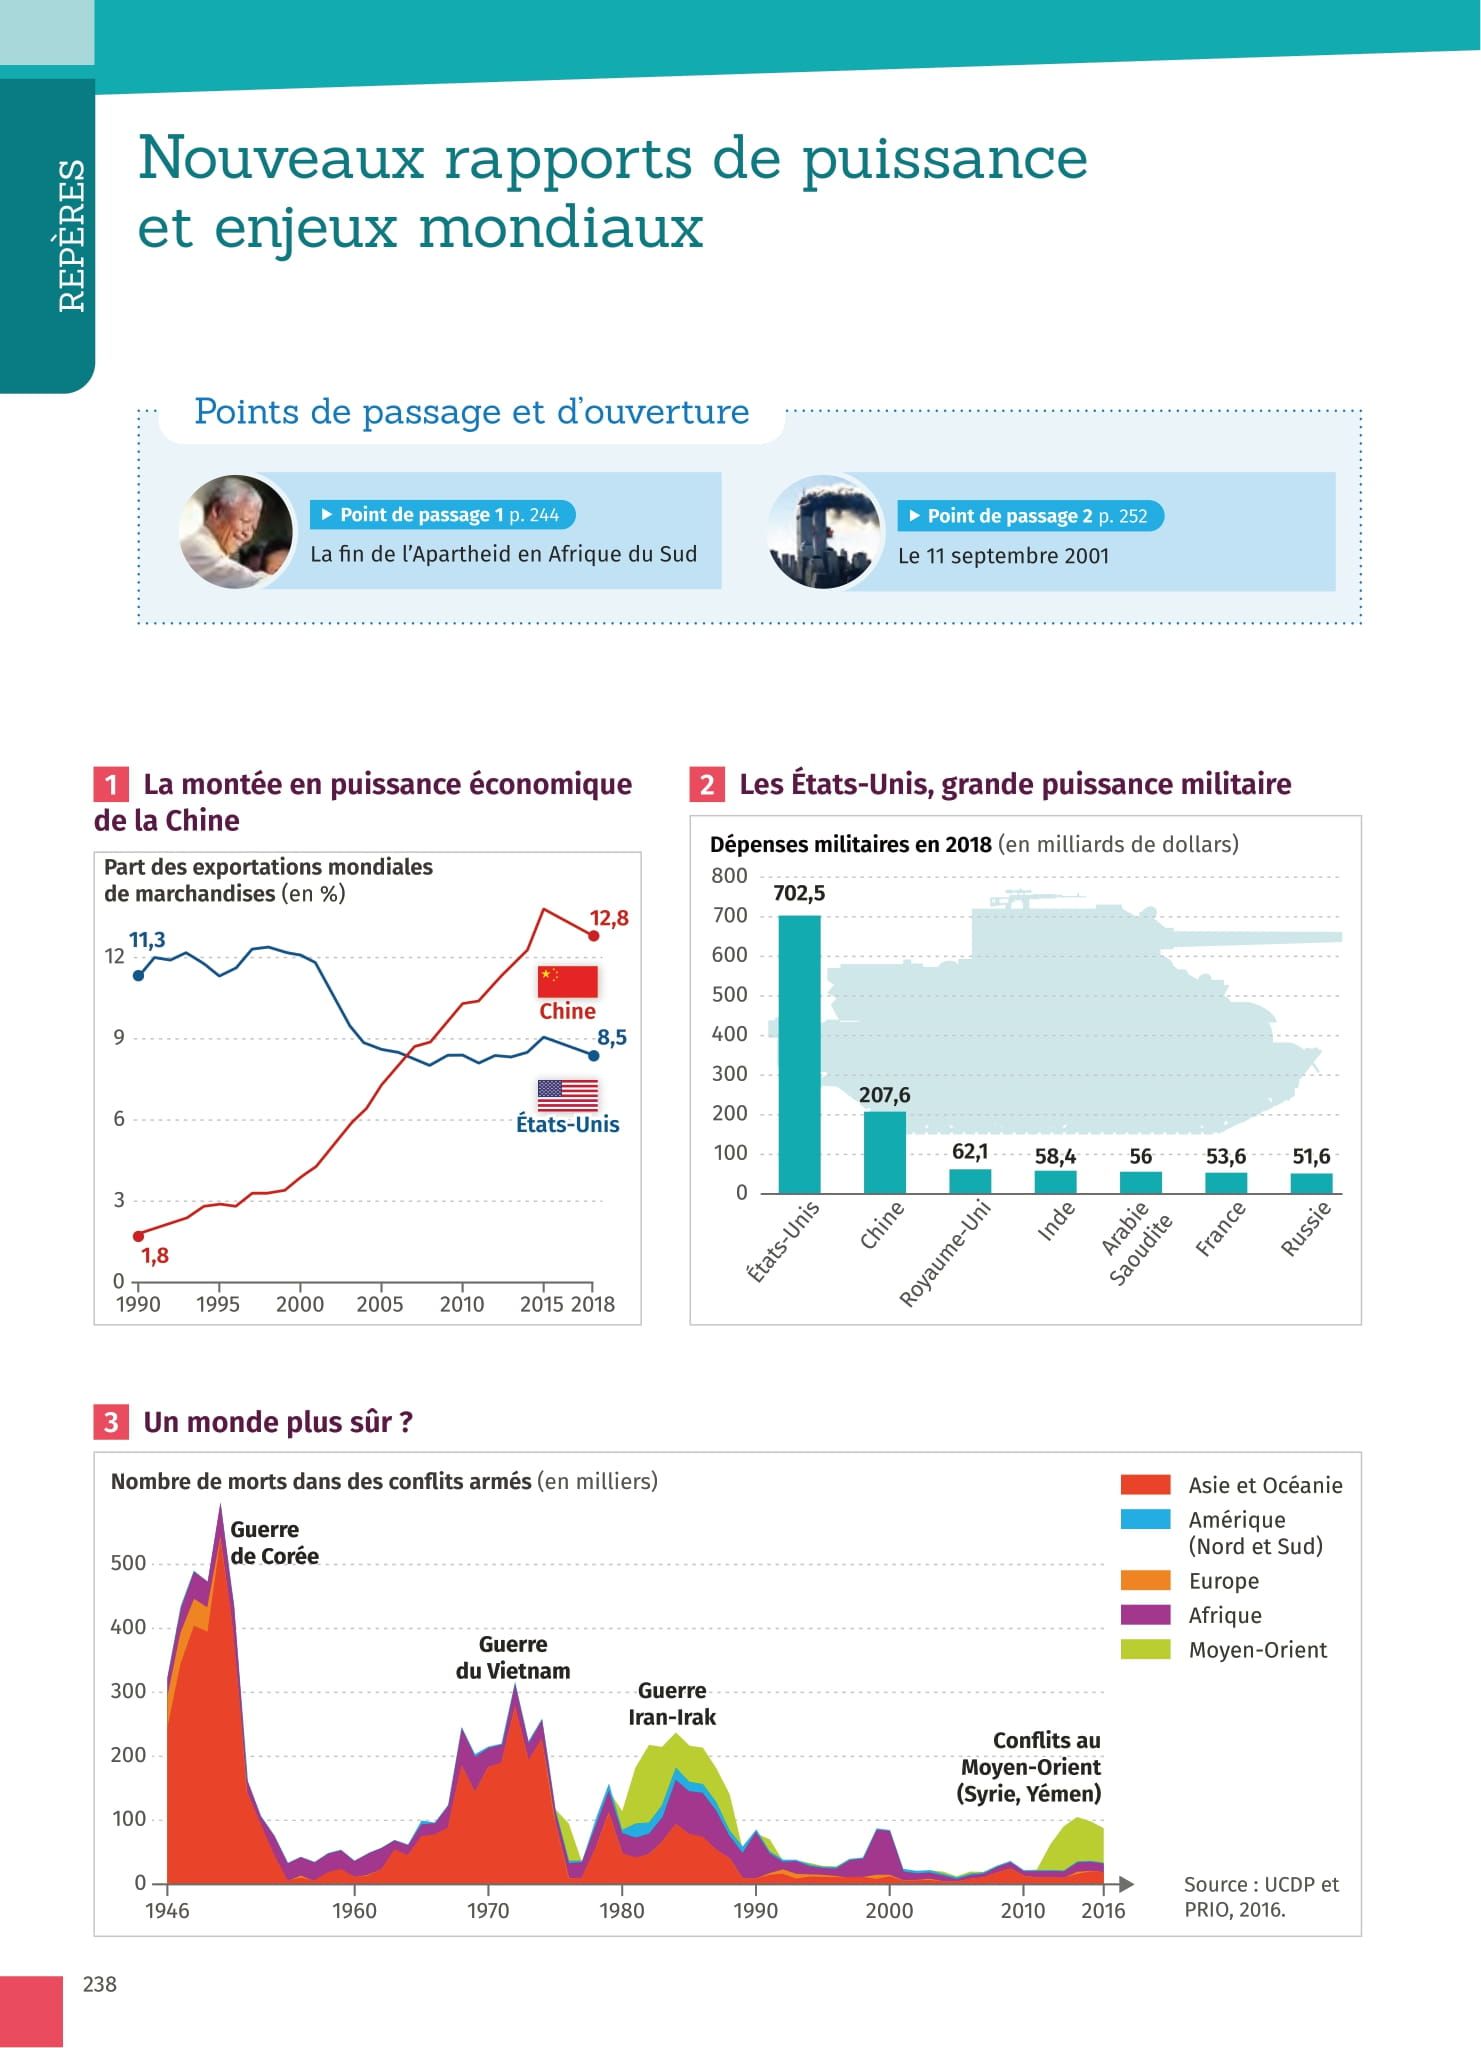 REPÈRES
Nouveaux rapports de puissance
et enjeux mondiaux
Points de passage et d'ouverture
▶ Point de passage 1 p. 244
La fin de l'Apartheid en Afrique du Sud
▶ Point de passage 2 p. 252
Le 11 septembre 2001
1 La montée en puissance économique
de la Chine
Part des exportations mondiales
de marchandises (en %)
11,3
12,8
12
Chine
9
8,5
6
États-Unis
3
1,8
0
1990 1995 2000 2005 2010 2015 2018
2 Les États-Unis, grande puissance militaire
Dépenses militaires en 2018 (en milliards de dollars)
800
702,5
700
600
500
400
300
207,6
200
100
62,1 58,4 56 53,6 51,6
0
États-Unis
Chine
Royaume-Uni
Inde
Arabie
Saoudite
France
Russie
3 Un monde plus sûr ?
Nombre de morts dans des conflits armés (en milliers)
Guerre
de Corée
500
400
Guerre
du Vietnam
300
Guerre
Iran-Irak
200
Conflits au
Moyen-Orient
(Syrie, Yémen)
100
0
1946 1960 1970 1980 1990 2000 2010 2016
Asie et Océanie
Amérique
(Nord et Sud)
Europe
Afrique
Moyen-Orient
Source : UCDP et
PRIO, 2016.
238